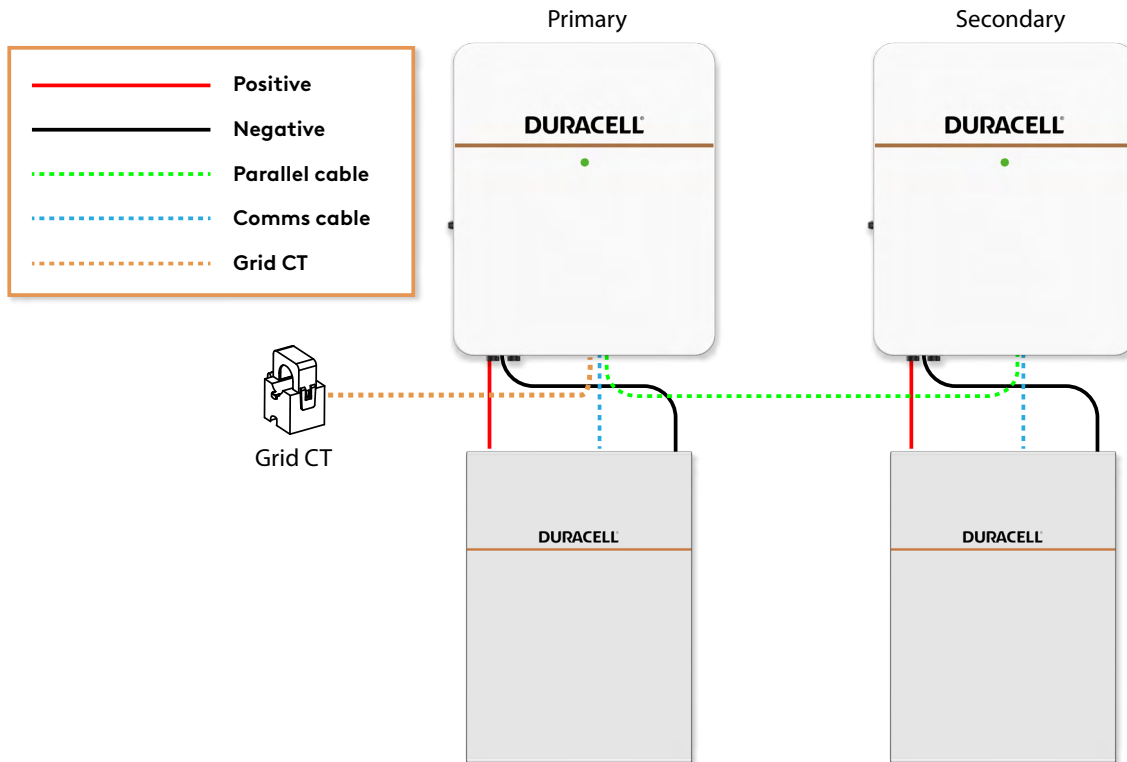 Primary
Secondary
Positive
Negative
Parallel cable
Comms cable
Grid CT
DURACELL
DURACELL
Grid CT
DURACELL
DURACELL